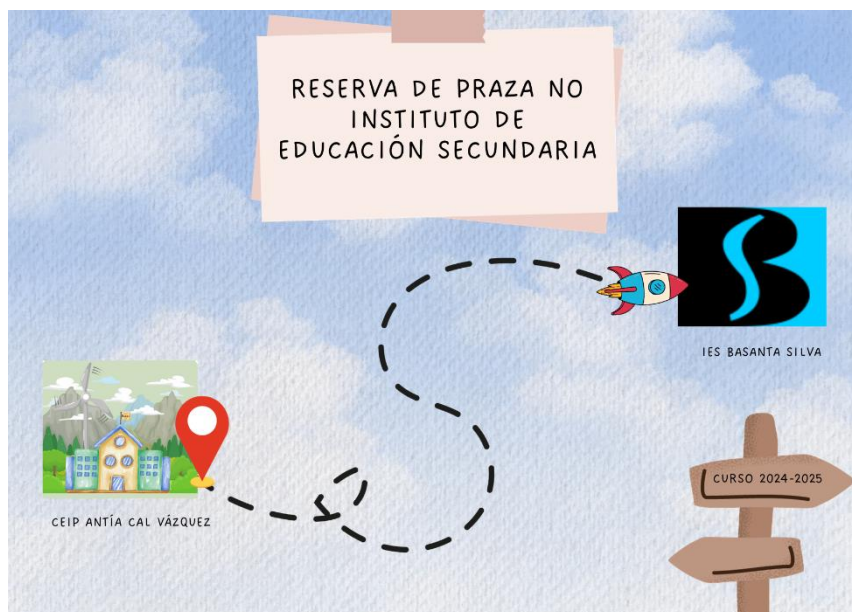 RESERVA DE PRAZA NO
INSTITUTO DE
EDUCACIÓN SECUNDARIA
IES BASANTA SILVA
CURSO 2024-2025
CEIP ANTÍA CAL VÁZQUEZ